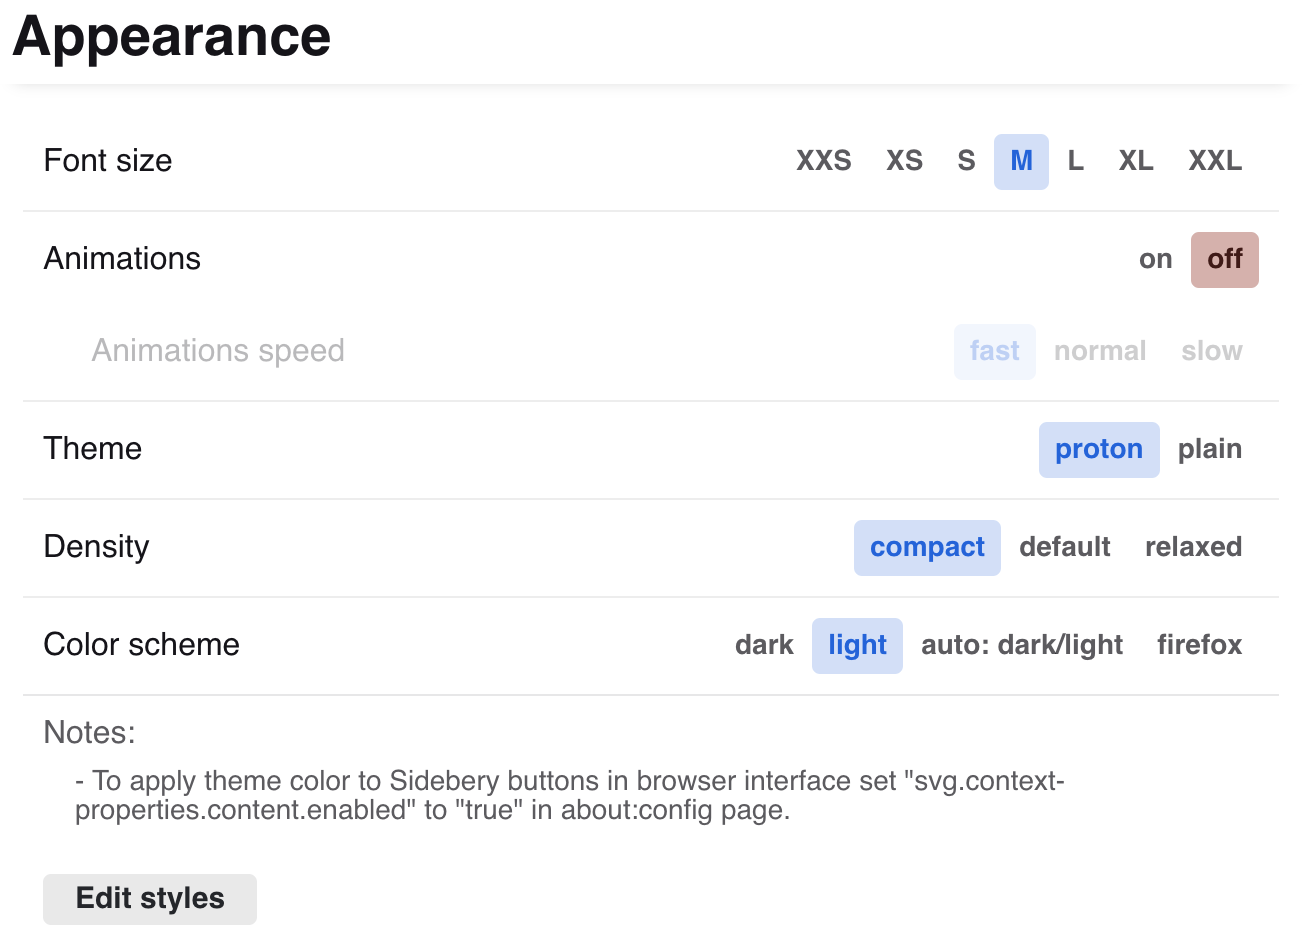 Appearance
Font size XXS XS S M L XL XXL
Animations on off
Animations speed fast normal slow
Theme proton plain
Density compact default relaxed
Color scheme dark light auto: dark/light firefox
Notes:
- To apply theme color to Sidebery buttons in browser interface set "svg.context-
properties.content.enabled" to "true" in about:config page.
Edit styles